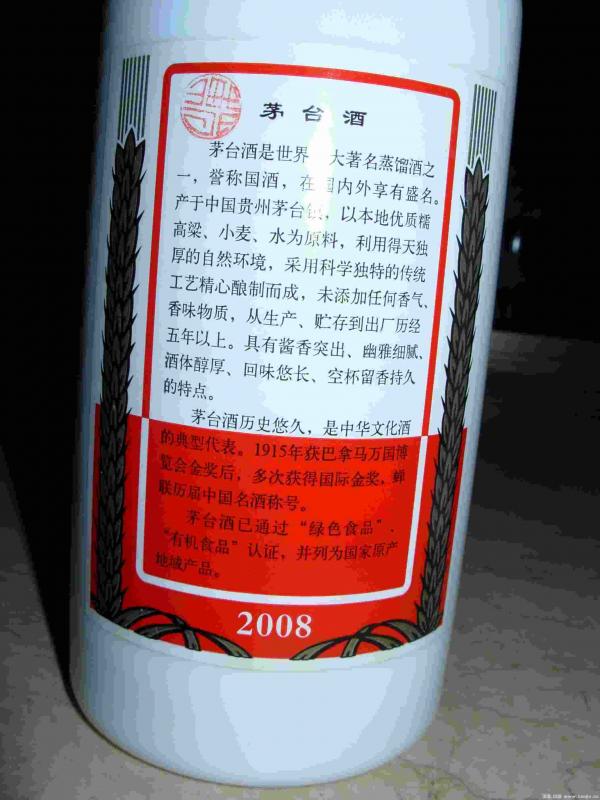 茅台酒
茅台酒是世界 大著名蒸馏酒之
一，誉称国酒，在国内外享有盛名。
产于中国贵州茅台镇，以本地优质糯
高粱、小麦、水为原料，利用得天独
厚的自然环境，采用科学独特的传统
工艺精心酿制而成，未添加任何香气、
香味物质，从生产、贮存到出厂历经
五年以上。具有酱香突出、幽雅细腻、
酒体醇厚、回味悠长、空杯留香持久
的特点。
茅台酒历史悠久，是中华文化酒
的典型代表。1915年获巴拿马万国博
览会金奖后，多次获得国际金奖，蝉
联历届中国名酒称号。
茅台酒已通过“绿色食品”、
“有机食品”认证，并列为国家原产
地域产品。
2008